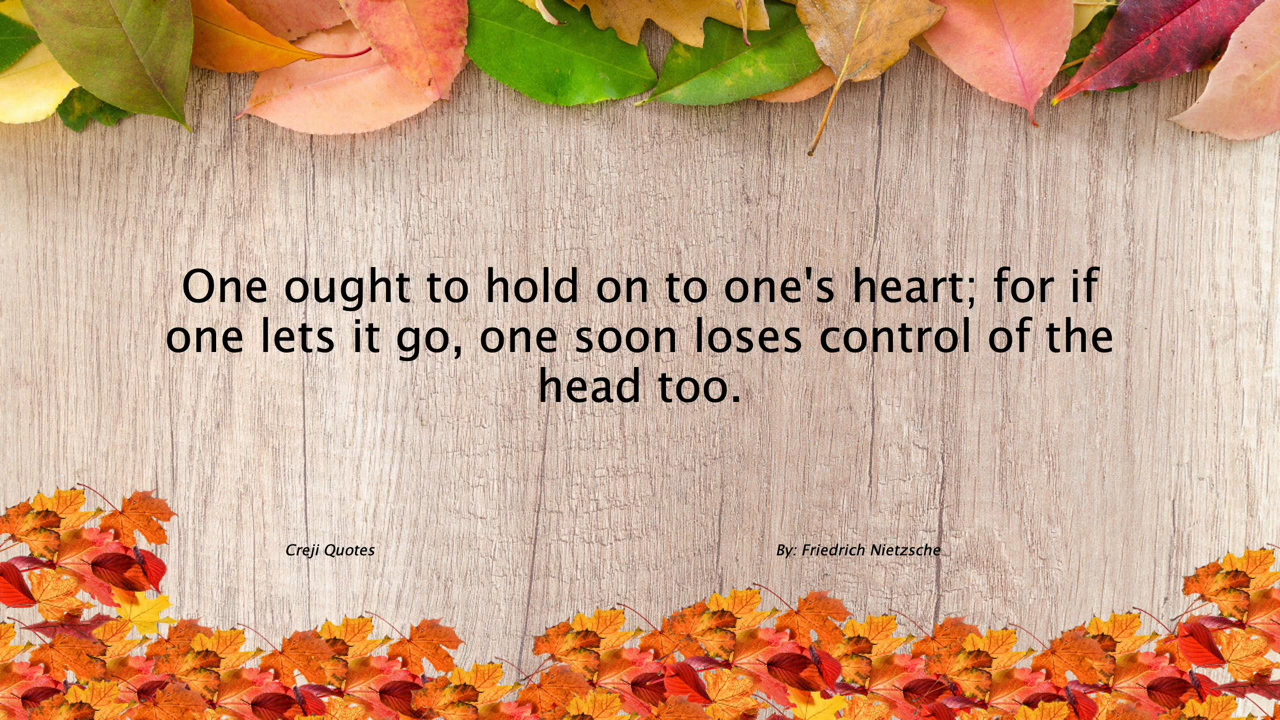 One ought to hold on to one's heart; for if
one lets it go, one soon loses control of the
head too.
Creji Quotes
By: Friedrich Nietzsche